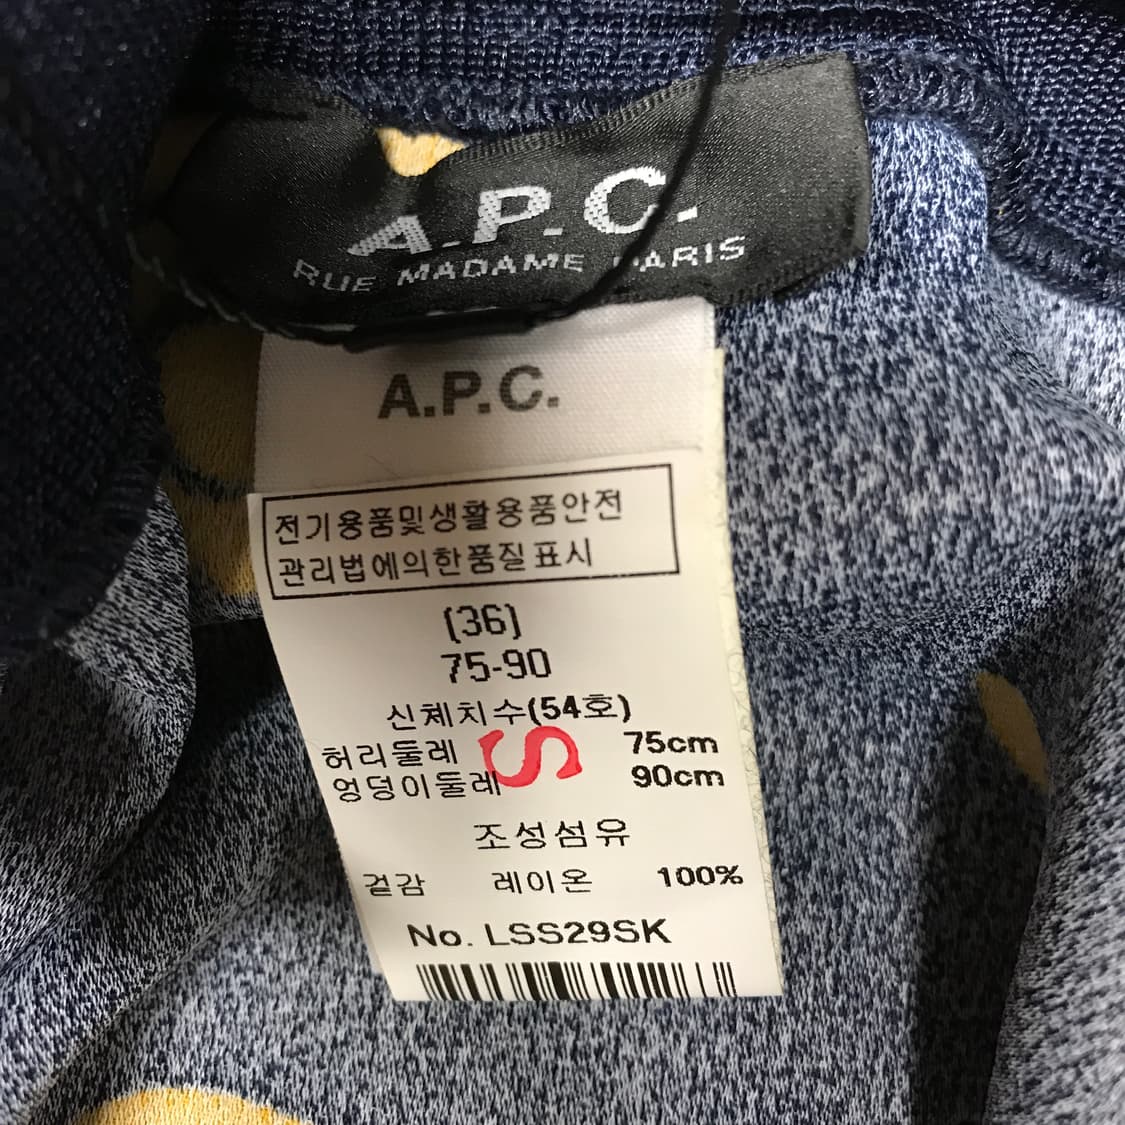 A.P.C.
RUE MADAME PARIS
A.P.C.
전기용품및생활용품안전
관리법에의한품질표시
(36)
75-90
신체치수(54호)
허리둘레 75cm
S
엉덩이둘레 90cm
조성섬유
겉감 레이온 100%
No. LSS29SK